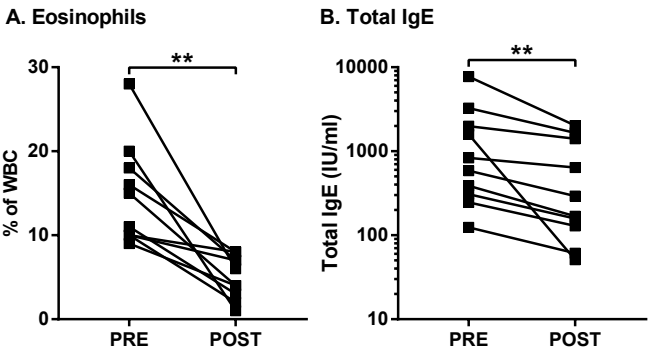 A. Eosinophils
**
30
20
10
0
% of WBC
PRE POST
B. Total IgE
**
10000
1000
100
10
Total IgE (IU/ml)
PRE POST